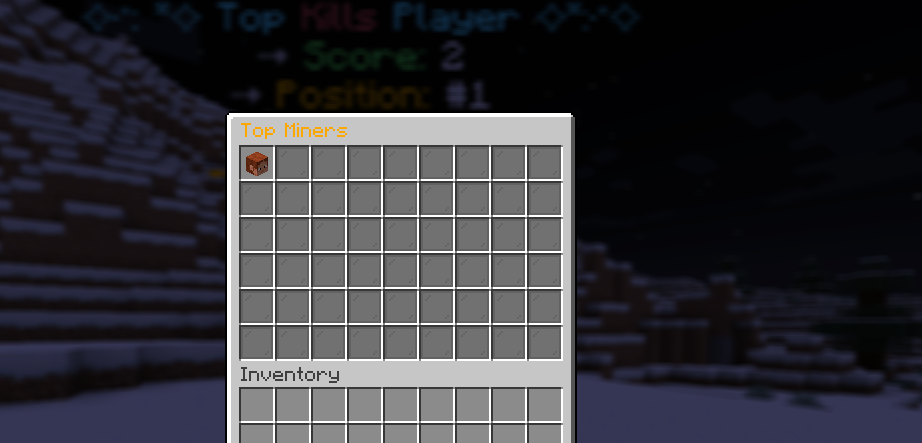 Top Kills Player
→ Score: 2
→ Position: #1
Top Miners
Inventory